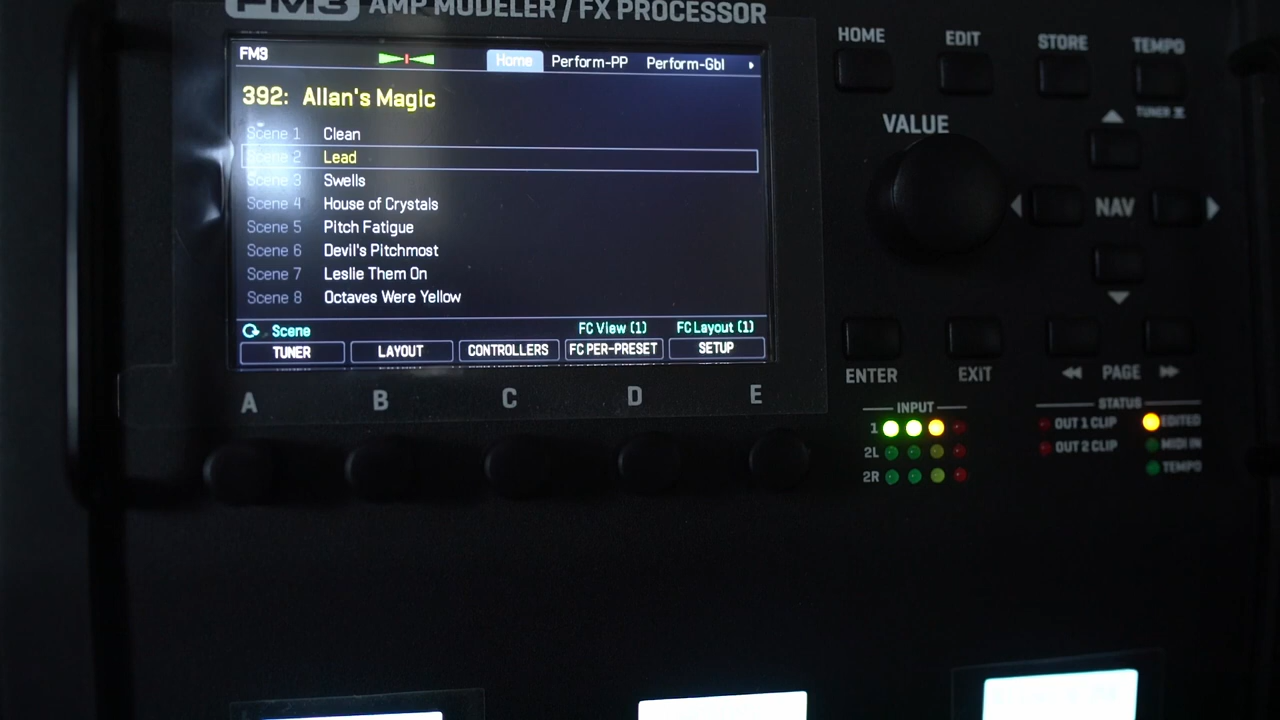 FM3 AMP MODELER / FX PROCESSOR
FM3 Home Perform-PP Perform-Gbl
392: Allan's Magic
Scene 1 Clean
Scene 2 Lead
Scene 3 Swells
Scene 4 House of Crystals
Scene 5 Pitch Fatigue
Scene 6 Devil's Pitchmost
Scene 7 Leslie Them On
Scene 8 Octaves Were Yellow
Scene FC View (1) FC Layout (1)
TUNER LAYOUT CONTROLLERS FC PER-PRESET SETUP
A B C D E
HOME EDIT STORE TEMPO
TUNER
VALUE
NAV
ENTER EXIT PAGE
INPUT
1
2L
2R
STATUS
OUT 1 CLIP EDITED
OUT 2 CLIP MIDI IN
TEMPO